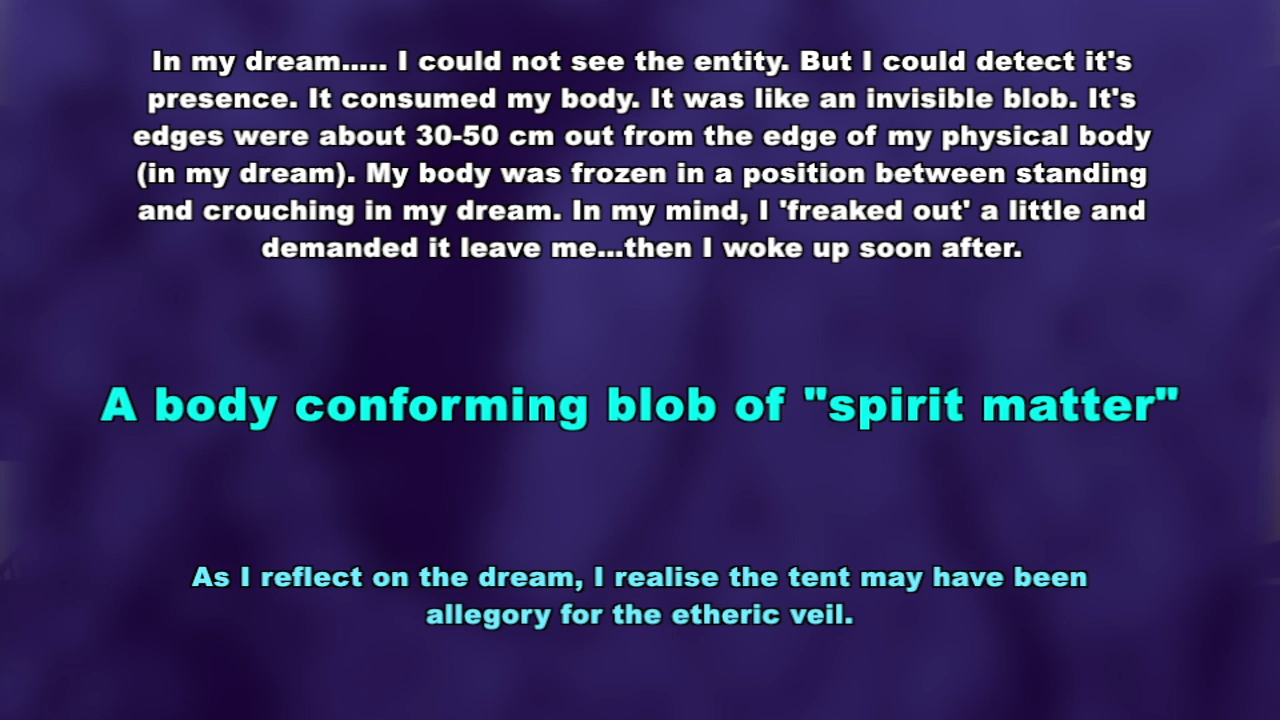 In my dream..... I could not see the entity. But I could detect it's
presence. It consumed my body. It was like an invisible blob. It's
edges were about 30-50 cm out from the edge of my physical body
(in my dream). My body was frozen in a position between standing
and crouching in my dream. In my mind, I 'freaked out' a little and
demanded it leave me...then I woke up soon after.
A body conforming blob of "spirit matter"
As I reflect on the dream, I realise the tent may have been
allegory for the etheric veil.